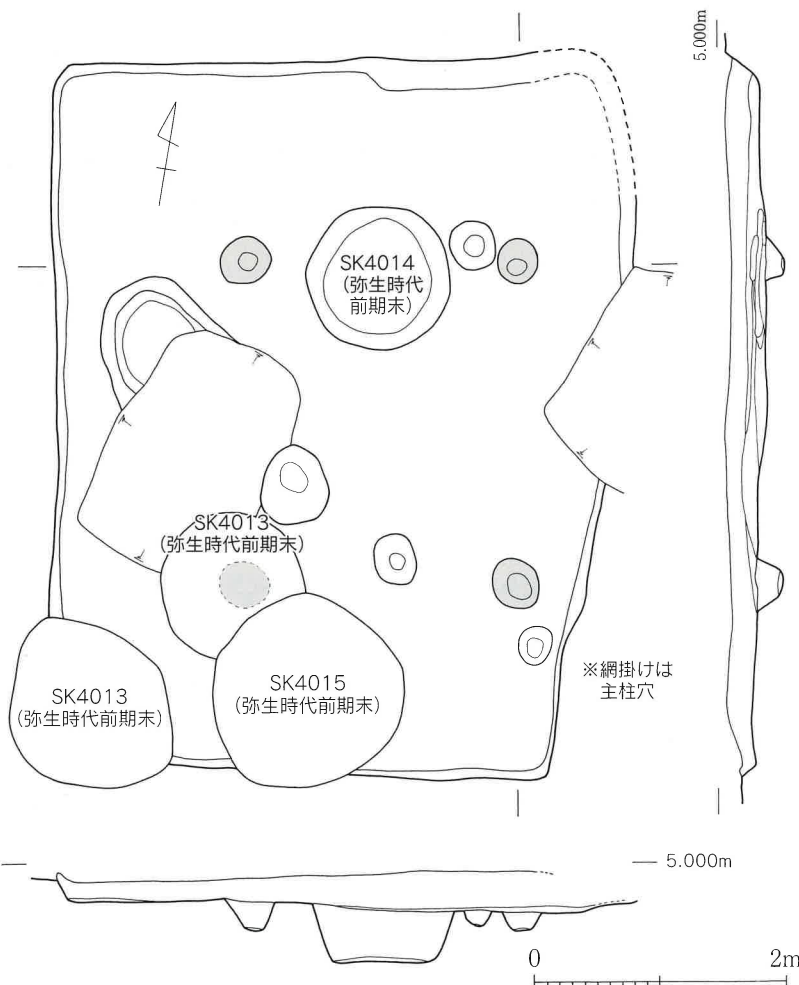 5.000m
SK4014
（弥生時代
前期末）
SK4013
（弥生時代前期末）
※網掛けは
主柱穴
SK4013
（弥生時代前期末）
SK4015
（弥生時代前期末）
5.000m
0
2m